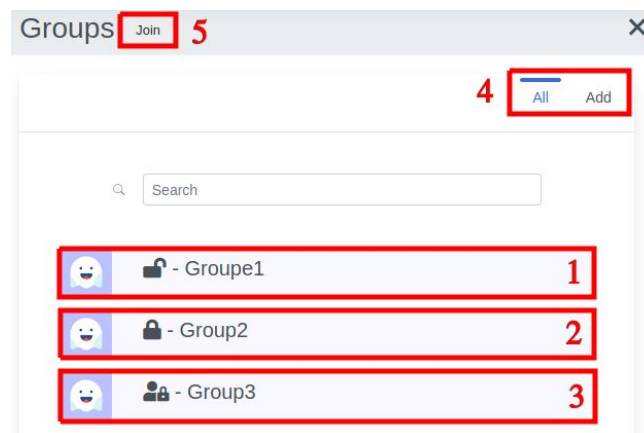 Groups Join 5
4 All Add
Search
- Groupe1 1
- Group2 2
- Group3 3